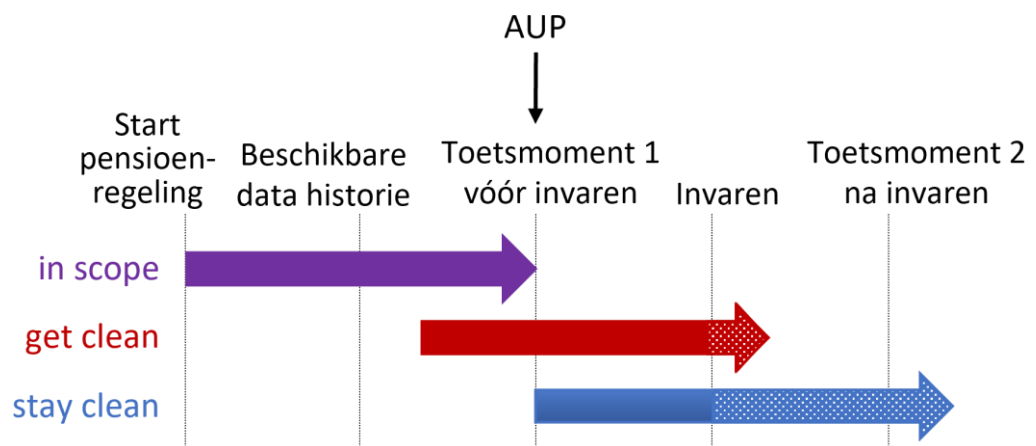 AUP
Start
pensioen-
regeling
Beschikbare
data historie
Toetsmoment 1
vóór invaren
Invaren
Toetsmoment 2
na invaren
in scope
get clean
stay clean